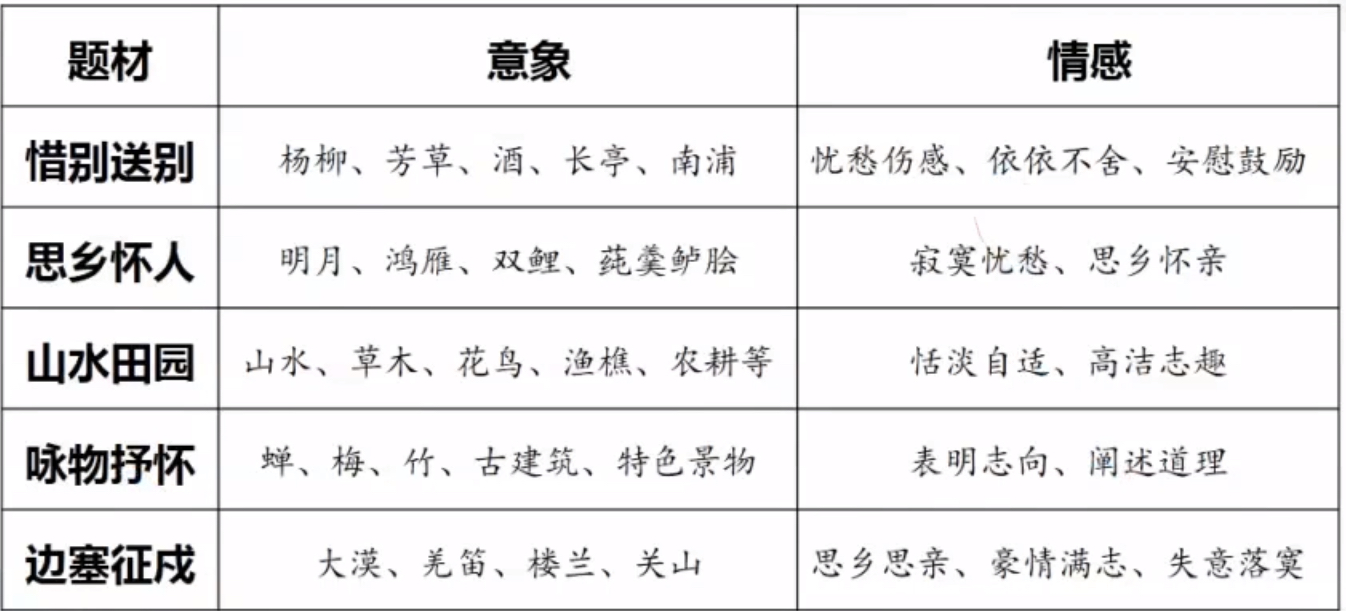 题材 意象 情感
惜别送别 杨柳、芳草、酒、长亭、南浦 忧愁伤感、依依不舍、安慰鼓励
思乡怀人 明月、鸿雁、双鲤、莼羹鲈脍 寂寞忧愁、思乡怀亲
山水田园 山水、草木、花鸟、渔樵、农耕等 恬淡自适、高洁志趣
咏物抒怀 蝉、梅、竹、古建筑、特色景物 表明志向、阐述道理
边塞征戍 大漠、羌笛、楼兰、关山 思乡思亲、豪情满志、失意落寞